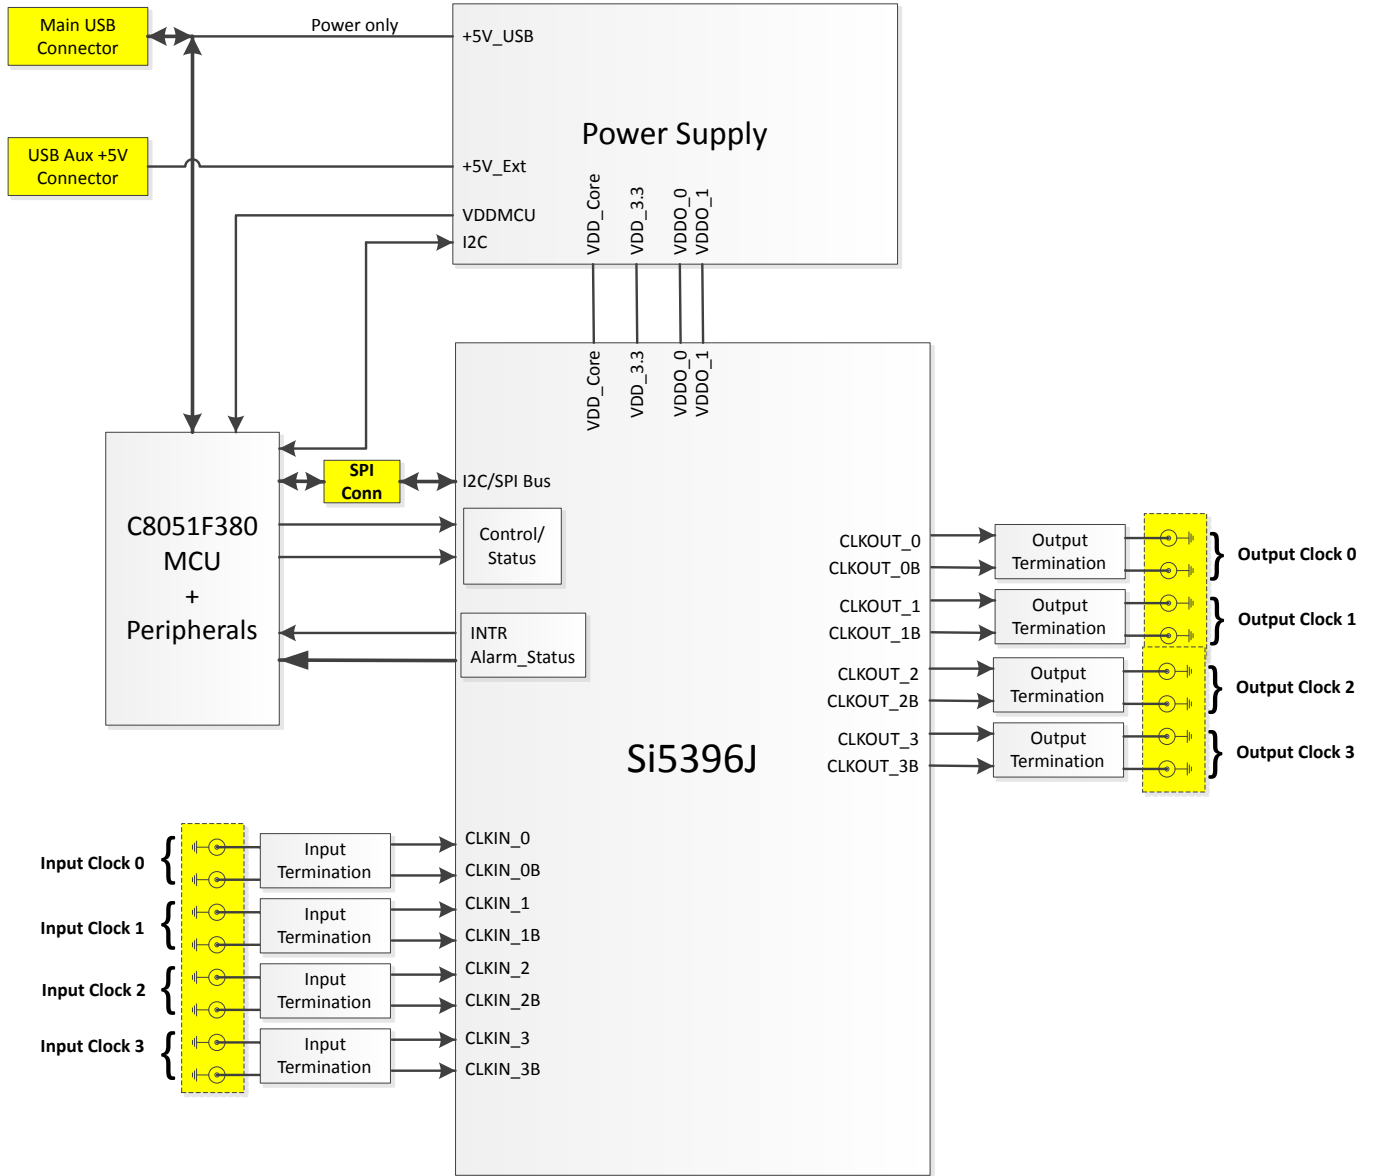 Main USB
Connector
Power only
+5V_USB
Power Supply
USB Aux +5V
Connector
+5V_Ext
VDDMCU
I2C
VDD_Core
VDD_3.3
VDDO_0
VDDO_1
VDD_Core
VDD_3.3
VDDO_0
VDDO_1
SPI
Conn
I2C/SPI Bus
C8051F380
MCU
+
Peripherals
Control/
Status
INTR
Alarm_Status
Si5396J
CLKOUT_0
CLKOUT_0B
Output
Termination
Output Clock 0
CLKOUT_1
CLKOUT_1B
Output
Termination
Output Clock 1
CLKOUT_2
CLKOUT_2B
Output
Termination
Output Clock 2
CLKOUT_3
CLKOUT_3B
Output
Termination
Output Clock 3
Input Clock 0
Input
Termination
CLKIN_0
CLKIN_0B
Input Clock 1
Input
Termination
CLKIN_1
CLKIN_1B
Input Clock 2
Input
Termination
CLKIN_2
CLKIN_2B
Input Clock 3
Input
Termination
CLKIN_3
CLKIN_3B